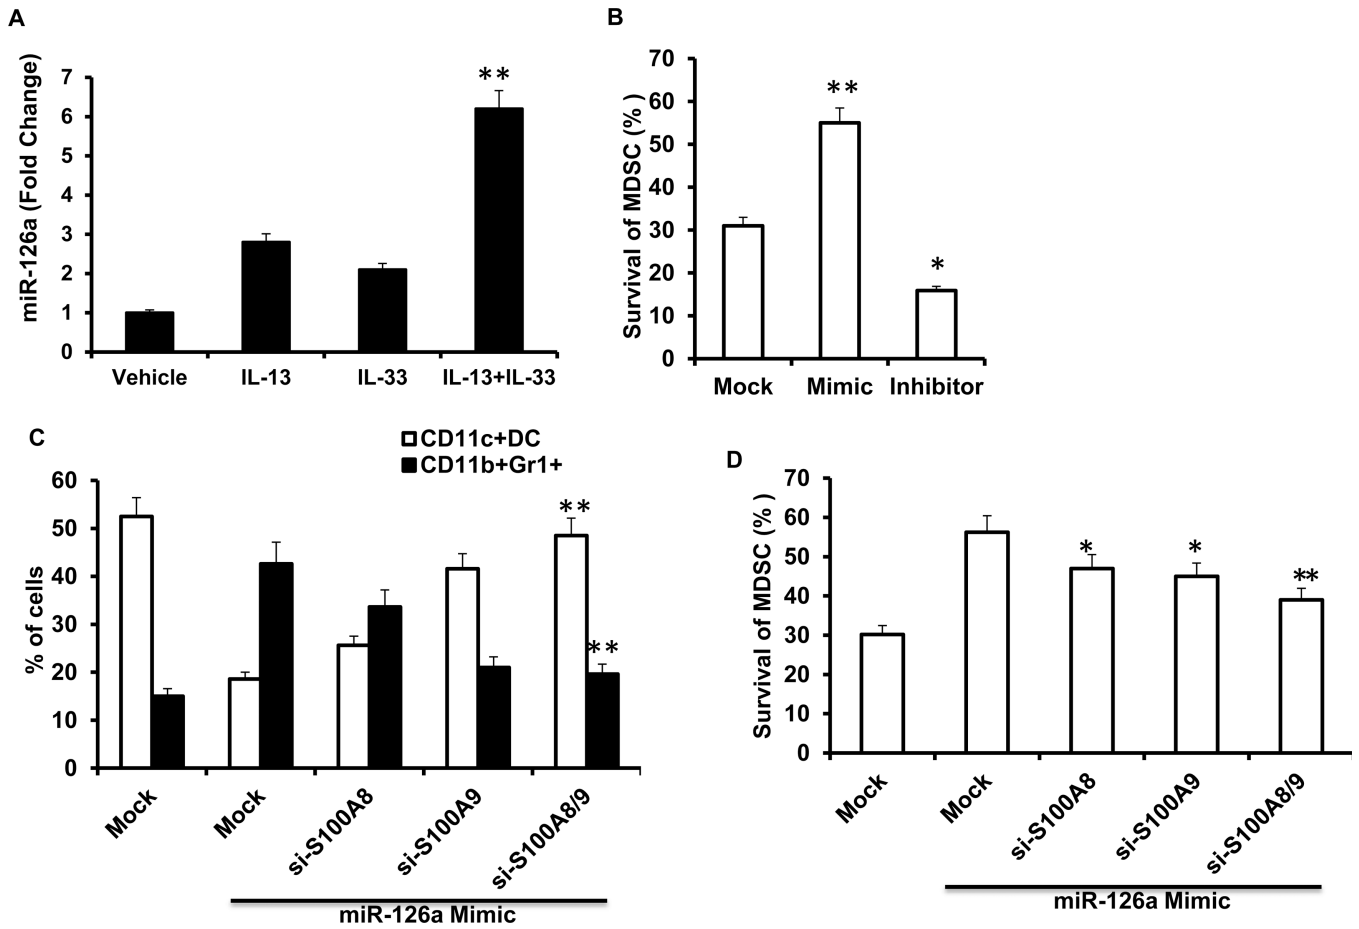 A
miR-126a (Fold Change)
7
6
5
4
3
2
1
0
**
Vehicle IL-13 IL-33 IL-13+IL-33
B
Survival of MDSC (% )
70
60
50
40
30
20
10
0
**
*
Mock Mimic Inhibitor
C
CD11c+DC
CD11b+Gr1+
% of cells
60
50
40
30
20
10
0
**
**
Mock Mock si-S100A8 si-S100A9 si-S100A8/9
miR-126a Mimic
D
Survival of MDSC (% )
70
60
50
40
30
20
10
0
*
*
**
Mock Mock si-S100A8 si-S100A9 si-S100A8/9
miR-126a Mimic